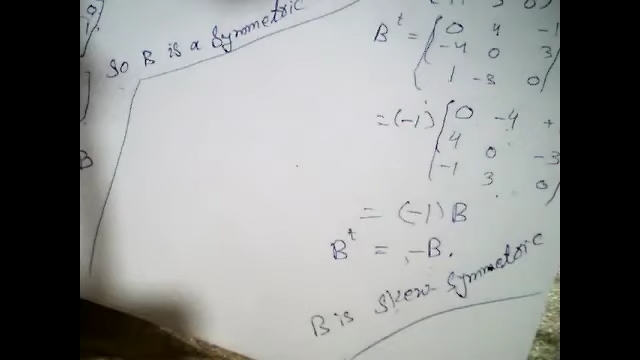 So B is a Symmetric
B^t = ( 0 4 -1
-4 0 3
1 -3 0 )
= (-1) ( 0 -4 +
4 0 -3
-1 3 0 )
= (-1) B
B^t = -B.
B is Skew Symmetric